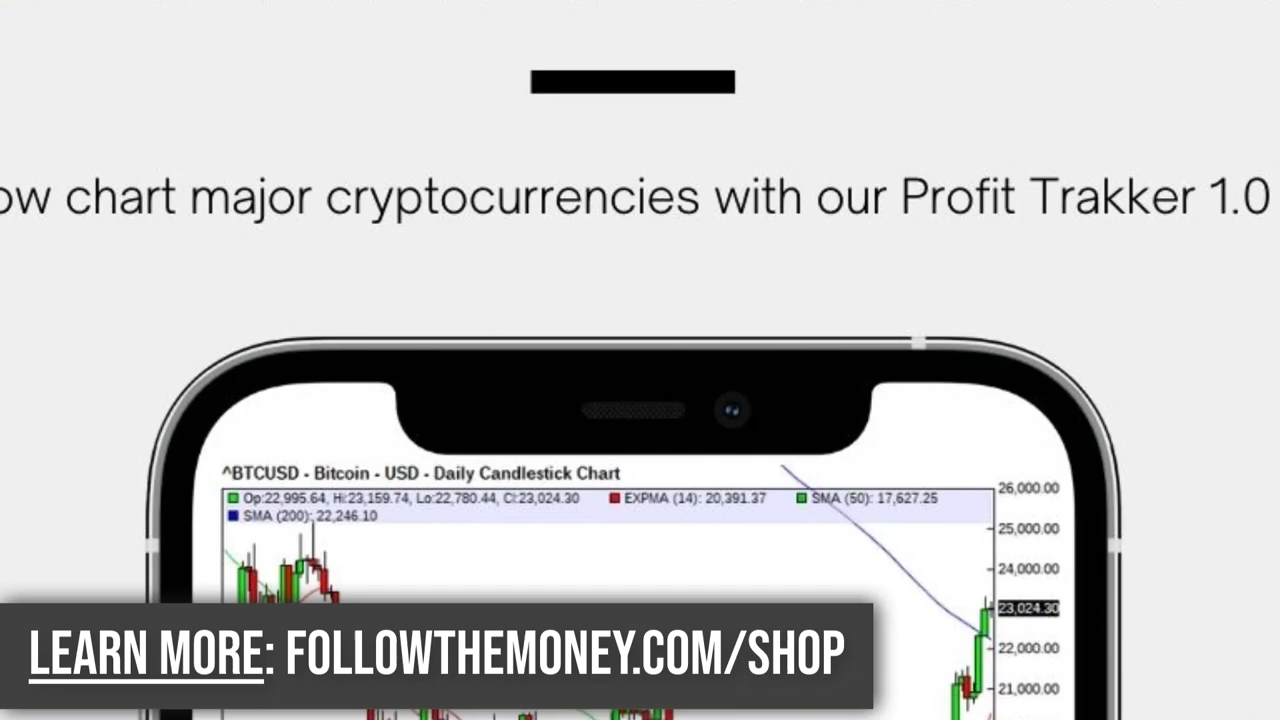 ow chart major cryptocurrencies with our Profit Trakker 1.0
^BTCUSD - Bitcoin - USD - Daily Candlestick Chart
Op:22,995.64, Hi:23,159.74, Lo:22,780.44, Cl:23,024.30 EXPMA (14): 20,391.37 SMA (50): 17,627.25
SMA (200): 22,246.10
26,000.00
25,000.00
24,000.00
23,024.30
22,000.00
21,000.00
LEARN MORE: FOLLOWTHEMONEY.COM/SHOP